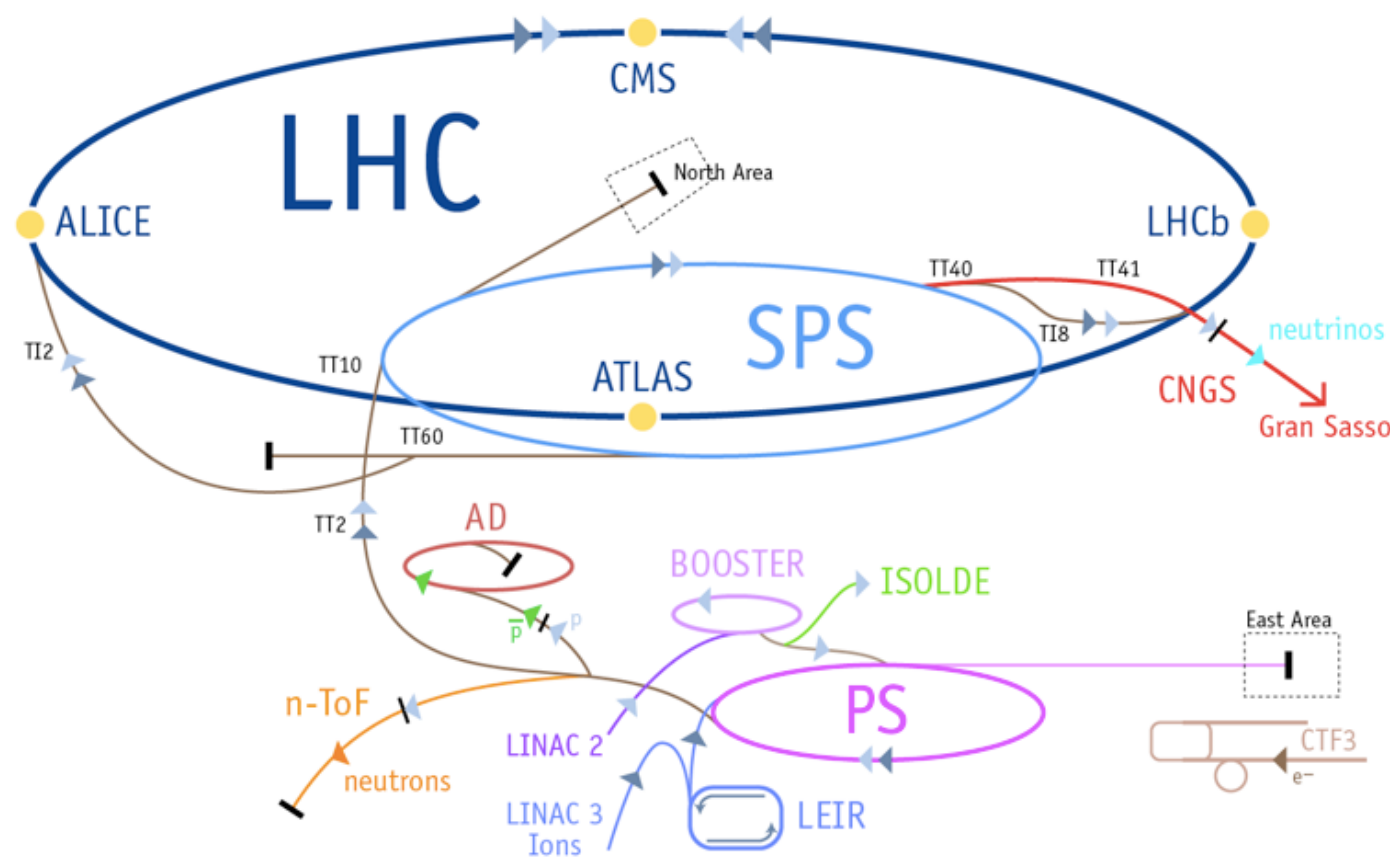 CMS
LHC
North Area
ALICE
LHCb
TT40
TT41
SPS
TI8
neutrinos
TI2
TT10
ATLAS
CNGS
Gran Sasso
TT60
TT2
AD
BOOSTER
ISOLDE
p̅
p
East Area
n-ToF
PS
LINAC 2
CTF3
neutrons
e−
LINAC 3
Ions
LEIR